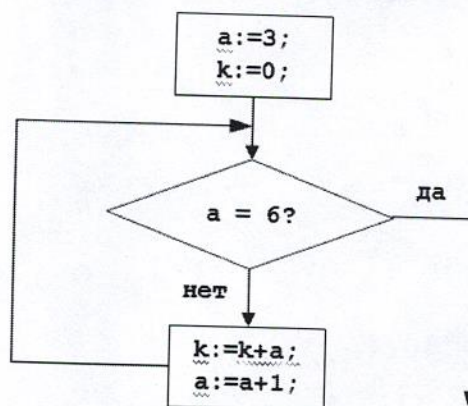 a:=3;
k:=0;
a = 6?
да
нет
k:=k+a;
a:=a+1;